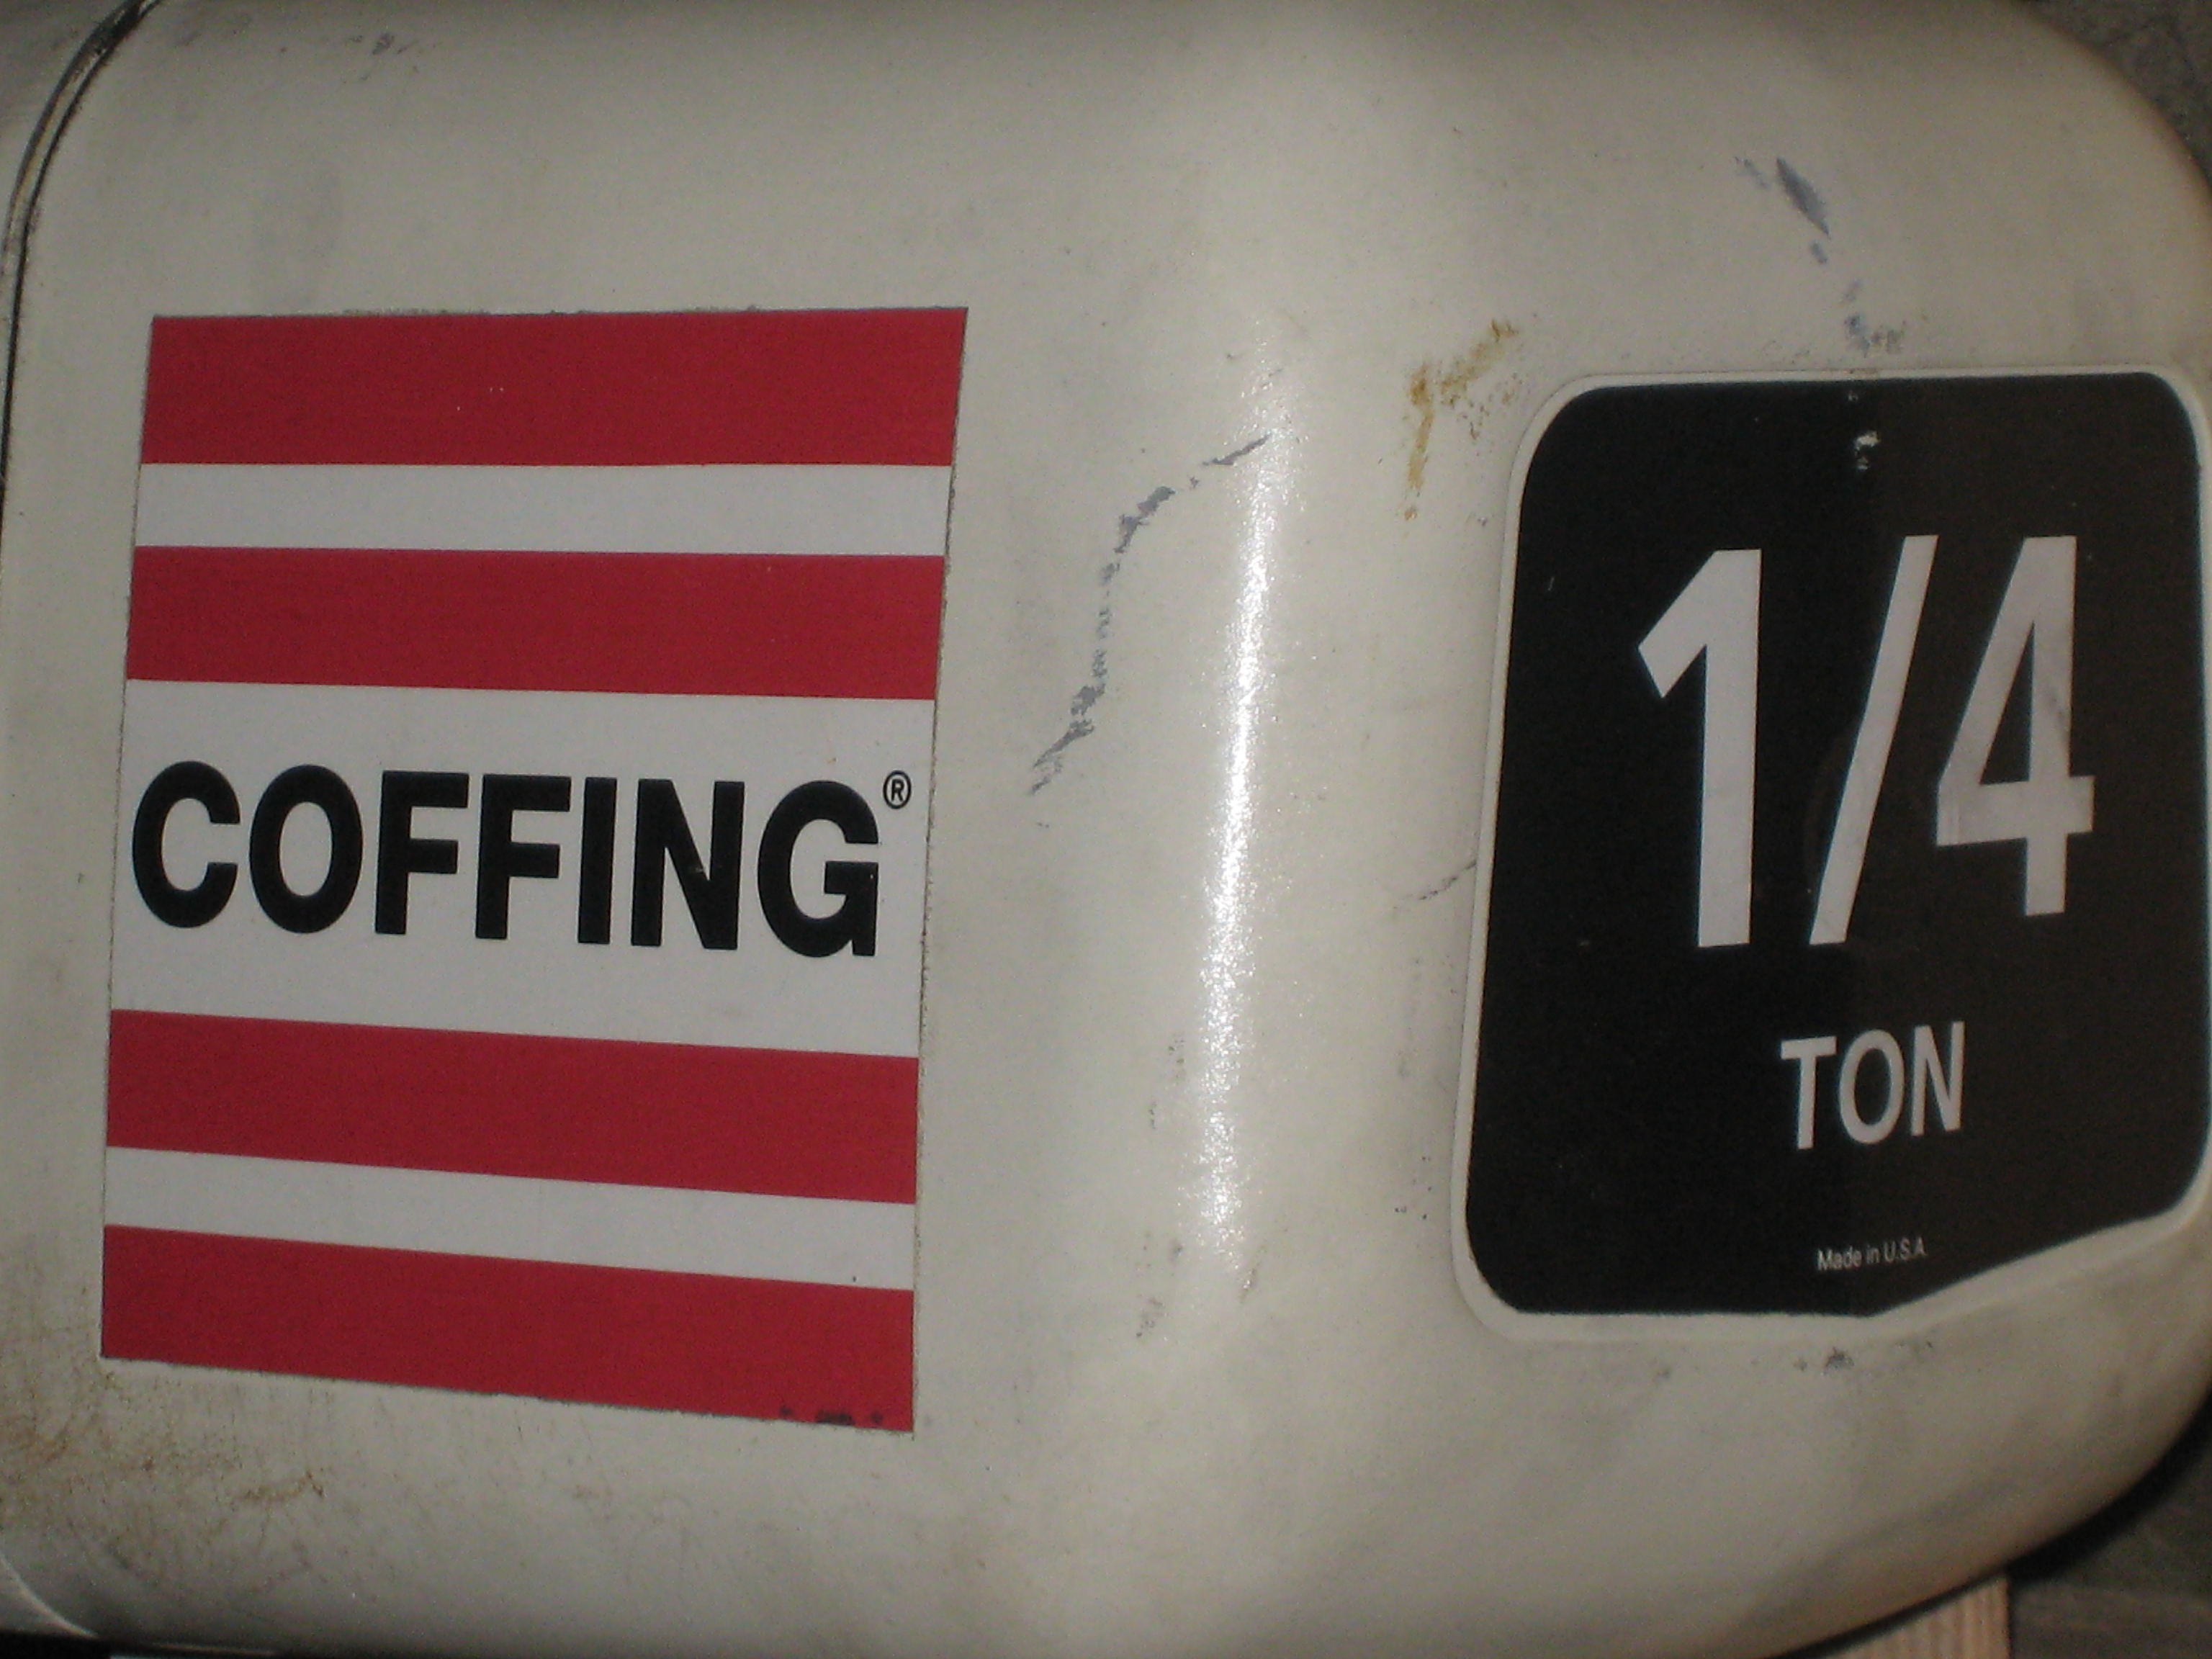 COFFING®
1/4
TON
Made in U.S.A